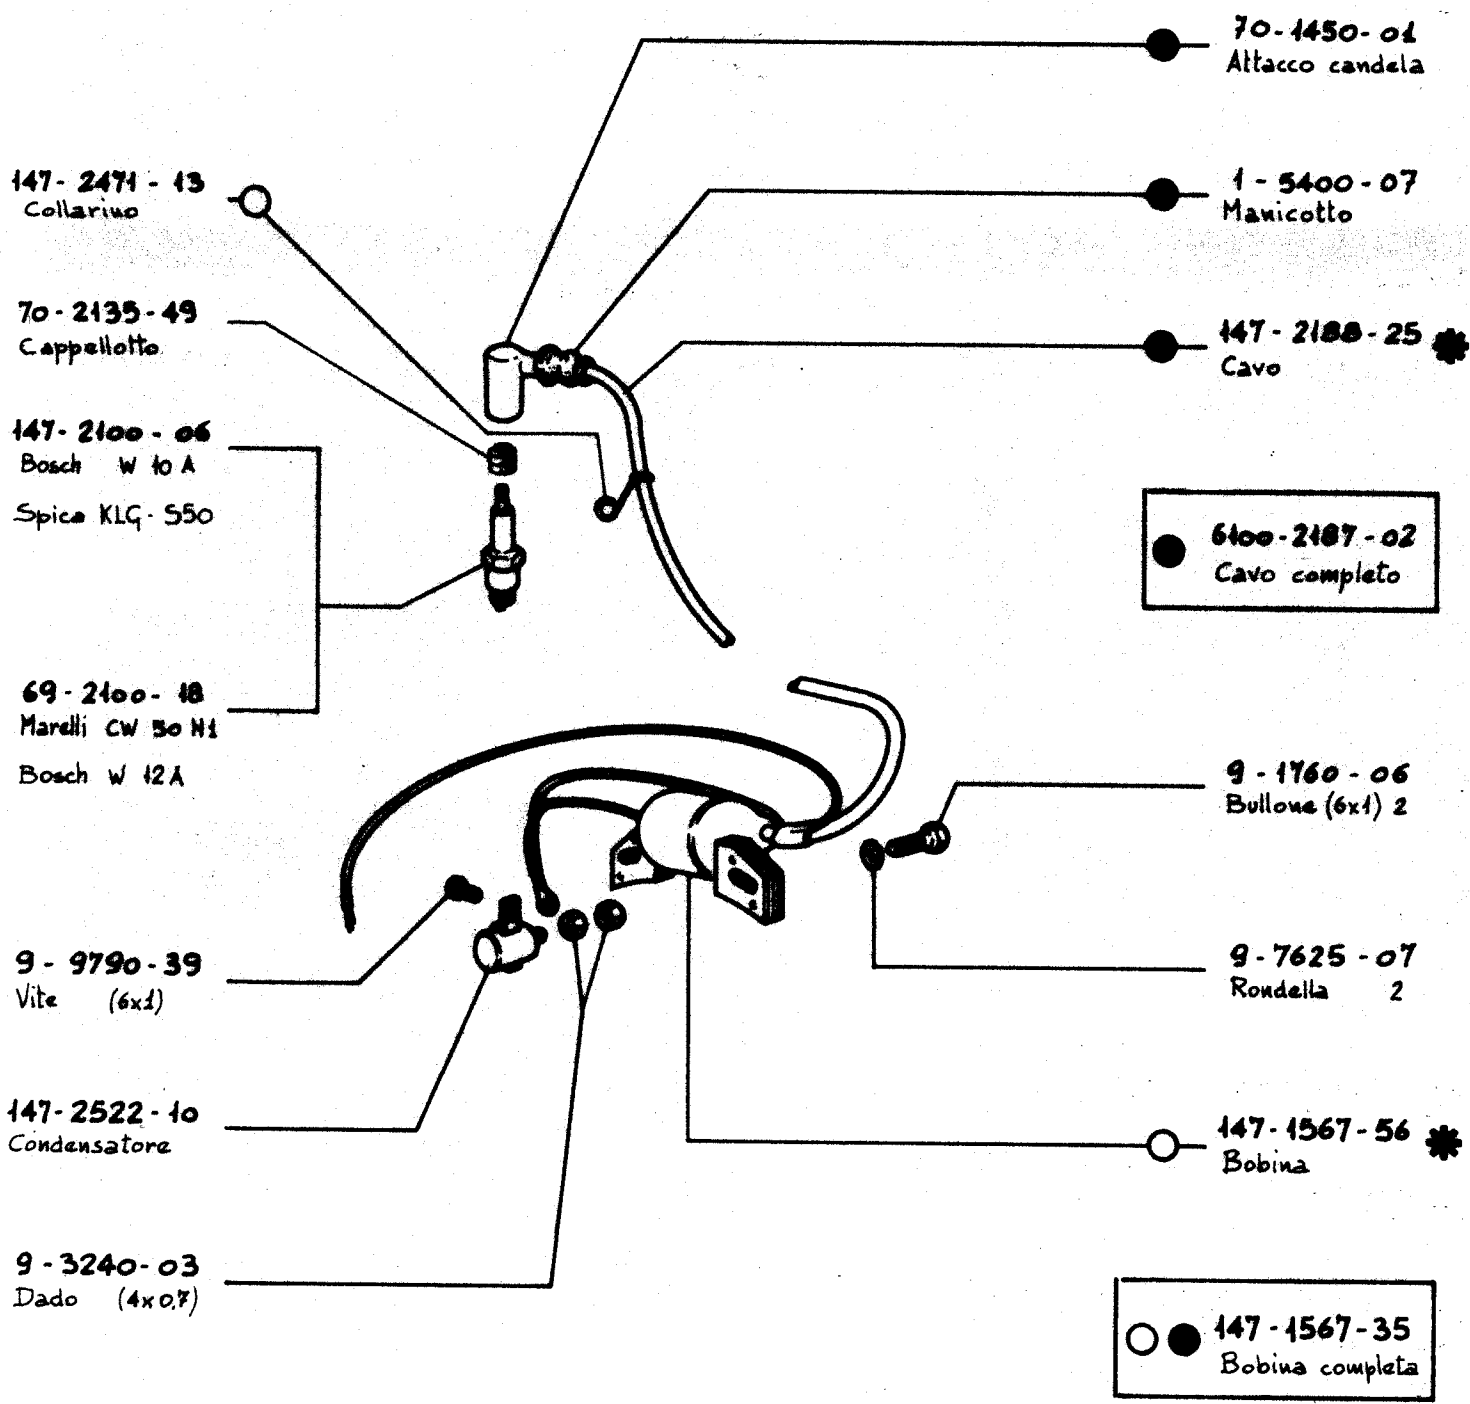 70-1450-01
Attacco candela
147-2471-13
Collarino
1-5400-07
Manicotto
70-2135-49
Cappellotto
147-2188-25 ✱
Cavo
147-2100-06
Bosch W 10 A
Spica KLG-S50
6100-2187-02
Cavo completo
69-2100-18
Marelli CW 50 N1
Bosch W 12 A
9-1760-06
Bullone (6x1) 2
9-9790-39
Vite (6x1)
9-7625-07
Rondella 2
147-2522-10
Condensatore
147-1567-56 ✱
Bobina
9-3240-03
Dado (4x0,7)
147-1567-35
Bobina completa